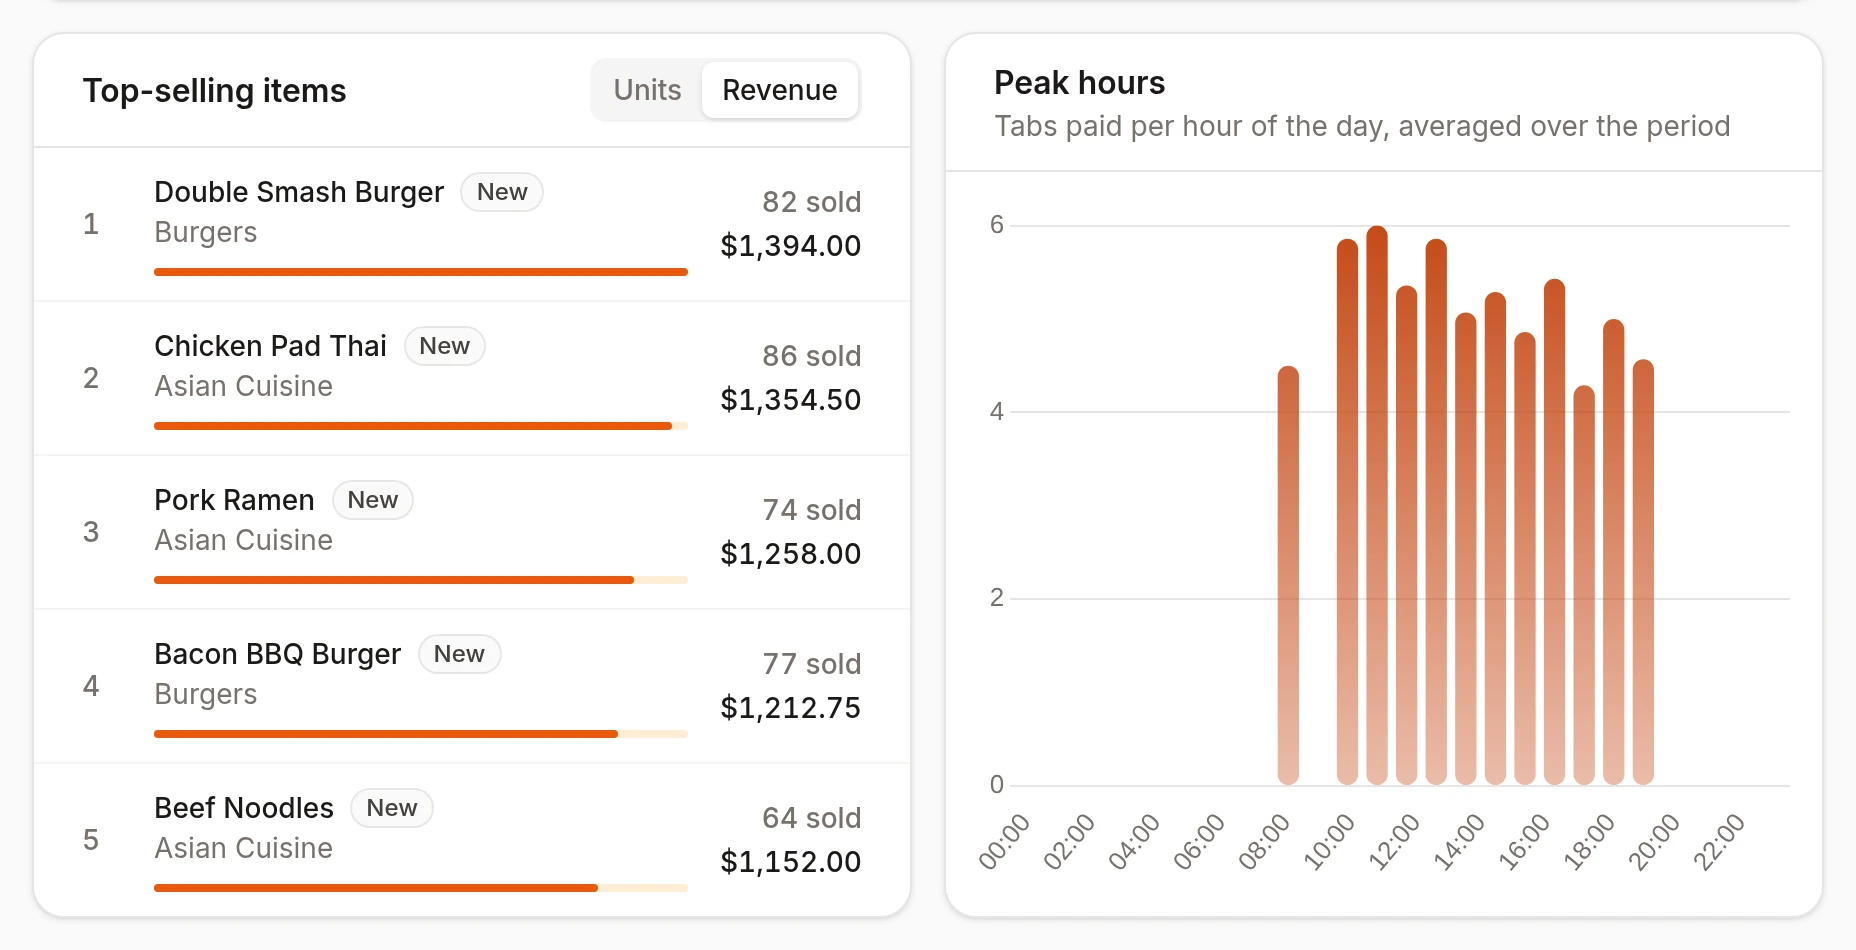 Top-selling items
Units Revenue
1
Double Smash Burger New
Burgers
82 sold
$1,394.00
2
Chicken Pad Thai New
Asian Cuisine
86 sold
$1,354.50
3
Pork Ramen New
Asian Cuisine
74 sold
$1,258.00
4
Bacon BBQ Burger New
Burgers
77 sold
$1,212.75
5
Beef Noodles New
Asian Cuisine
64 sold
$1,152.00
Peak hours
Tabs paid per hour of the day, averaged over the period
6
4
2
0
00:00 02:00 04:00 06:00 08:00 10:00 12:00 14:00 16:00 18:00 20:00 22:00